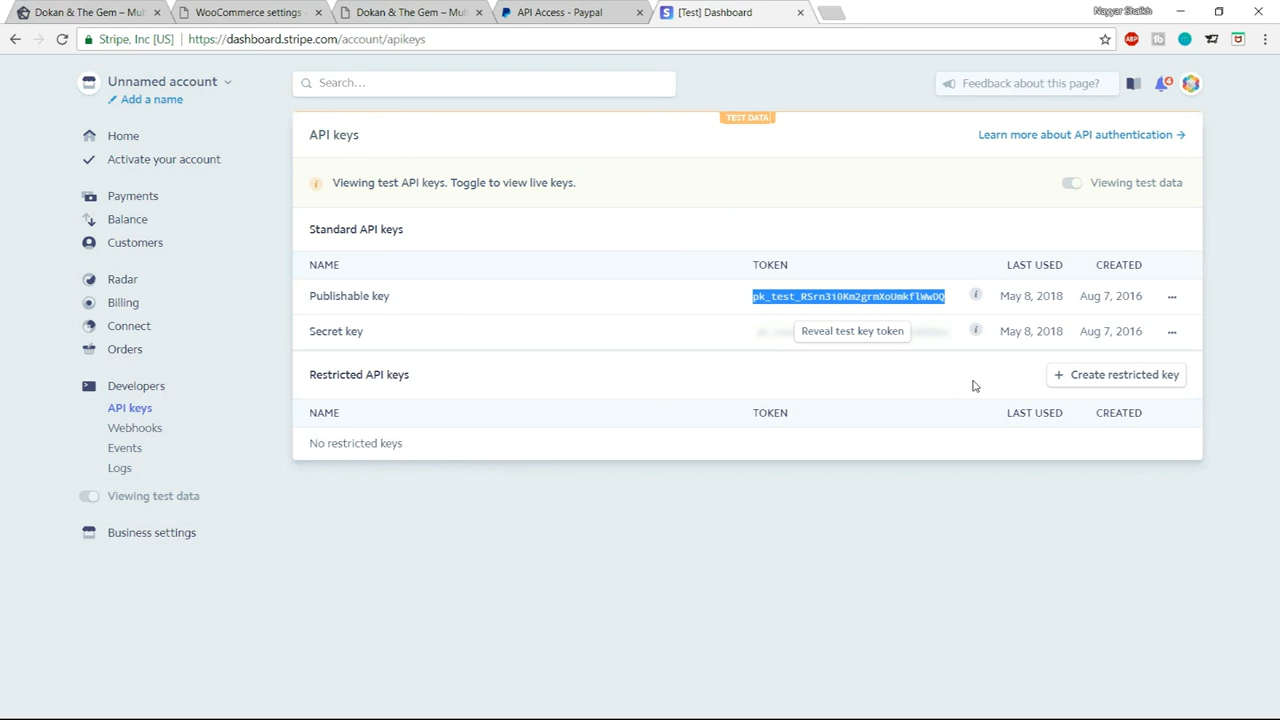 Dokan & The Gem – Mul
WooCommerce settings
Dokan & The Gem – Mul
API Access - Paypal
[Test] Dashboard
Nayyar Shaikh
Stripe, Inc [US]
https://dashboard.stripe.com/account/apikeys
ABP
Unnamed account
Add a name
Search...
Feedback about this page?
4
Home
Activate your account
Payments
Balance
Customers
Radar
Billing
Connect
Orders
Developers
API keys
Webhooks
Events
Logs
Viewing test data
Business settings
TEST DATA
API keys
Learn more about API authentication →
Viewing test API keys. Toggle to view live keys.
Viewing test data
Standard API keys
NAME TOKEN LAST USED CREATED
Publishable key pk_test_RSrn3i0Km2grmXoUmkflWwDQ May 8, 2018 Aug 7, 2016 ...
Secret key Reveal test key token May 8, 2018 Aug 7, 2016 ...
Restricted API keys + Create restricted key
NAME TOKEN LAST USED CREATED
No restricted keys